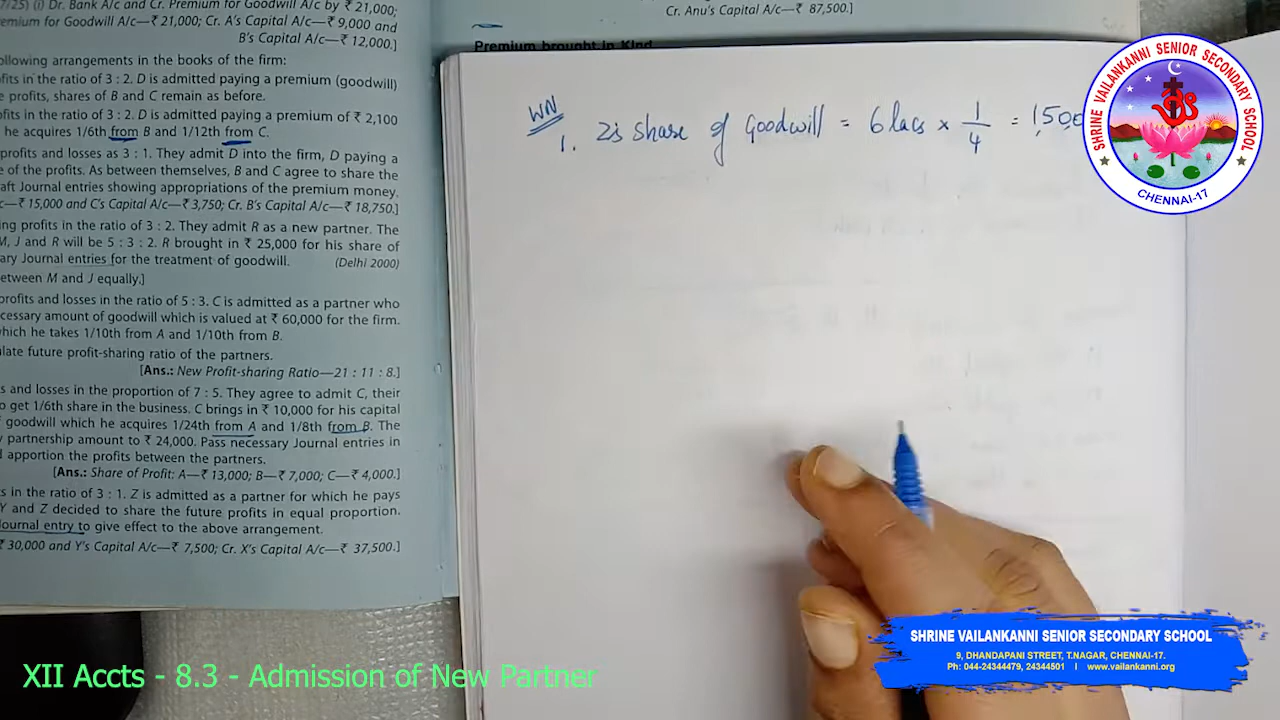 7/25) (i) Dr. Bank A/c and Cr. Premium for Goodwill A/c by ₹ 21,000;
emium for Goodwill A/c—₹ 21,000; Cr. A's Capital A/c—₹ 9,000 and
B's Capital A/c—₹ 12,000.]
ollowing arrangements in the books of the firm:
fits in the ratio of 3 : 2. D is admitted paying a premium (goodwill)
e profits, shares of B and C remain as before.
ofits in the ratio of 3 : 2. D is admitted paying a premium of ₹ 2,100
he acquires 1/6th from B and 1/12th from C.
profits and losses as 3 : 1. They admit D into the firm, D paying a
e of the profits. As between themselves, B and C agree to share the
aft Journal entries showing appropriations of the premium money.
c—₹ 15,000 and C's Capital A/c—₹ 3,750; Cr. B's Capital A/c—₹ 18,750.]
ing profits in the ratio of 3 : 2. They admit R as a new partner. The
M, J and R will be 5 : 3 : 2. R brought in ₹ 25,000 for his share of
ary Journal entries for the treatment of goodwill. (Delhi 2000)
etween M and J equally.]
profits and losses in the ratio of 5 : 3. C is admitted as a partner who
cessary amount of goodwill which is valued at ₹ 60,000 for the firm.
which he takes 1/10th from A and 1/10th from B.
ulate future profit-sharing ratio of the partners.
[Ans.: New Profit-sharing Ratio—21 : 11 : 8.]
s and losses in the proportion of 7 : 5. They agree to admit C, their
o get 1/6th share in the business. C brings in ₹ 10,000 for his capital
f goodwill which he acquires 1/24th from A and 1/8th from B. The
y partnership amount to ₹ 24,000. Pass necessary Journal entries in
d apportion the profits between the partners.
[Ans.: Share of Profit: A—₹ 13,000; B—₹ 7,000; C—₹ 4,000.]
ts in the ratio of 3 : 1. Z is admitted as a partner for which he pays
Y and Z decided to share the future profits in equal proportion.
Journal entry to give effect to the above arrangement.
₹ 30,000 and Y's Capital A/c—₹ 7,500; Cr. X's Capital A/c—₹ 37,500.]
Cr. Anu's Capital A/c—₹ 87,500.]
Premium brought in Kind
WN
1. Z's share of Goodwill = 6 lacs × 1/4 = 1,50,0
SHRINE VAILANKANNI SENIOR SECONDARY SCHOOL
CHENNAI-17
SHRINE VAILANKANNI SENIOR SECONDARY SCHOOL
9, DHANDAPANI STREET, T.NAGAR, CHENNAI-17.
Ph: 044-24344479, 24344501 I www.vailankanni.org
XII Accts - 8.3 - Admission of New Partner